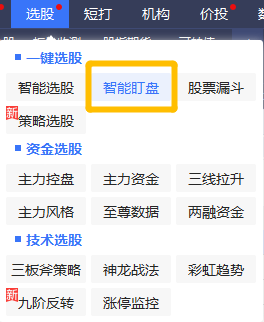 选股 短打 机构 价投
一键选股
智能选股 智能盯盘 股票漏斗
新
策略选股
资金选股
主力控盘 主力资金 三线拉升
主力风格 至尊数据 两融资金
技术选股
三板斧策略 神龙战法 彩虹趋势
新
九阶反转 涨停监控